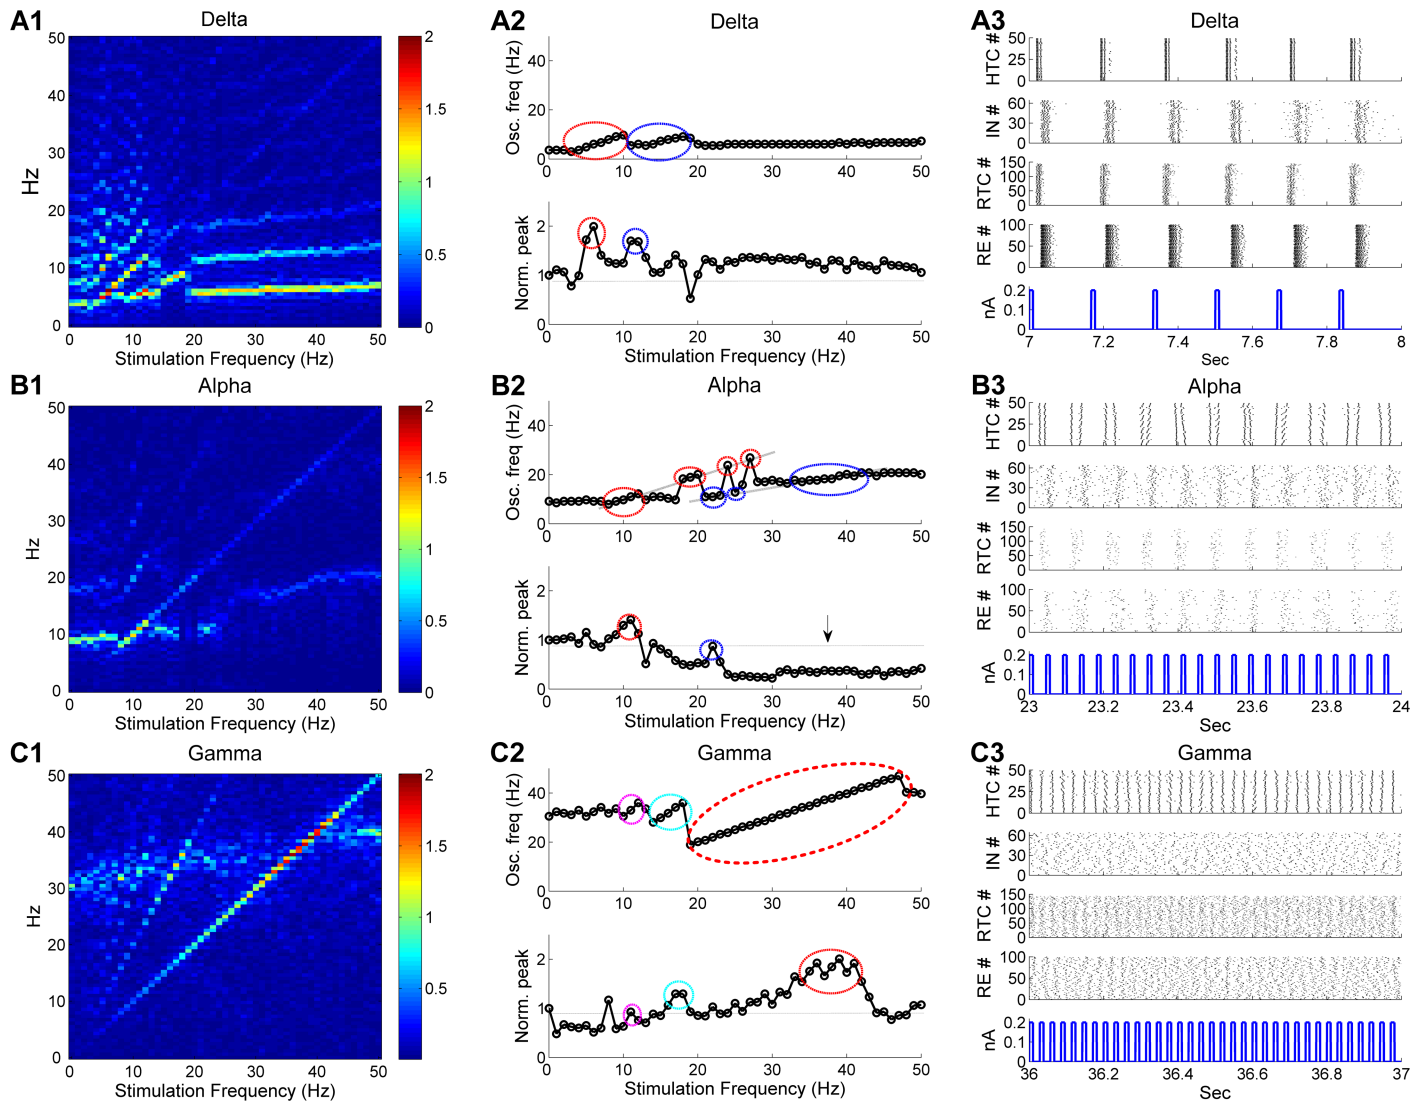 A1 Delta
50
40
30
20
10
0
Hz
0 10 20 30 40 50
Stimulation Frequency (Hz)
2
1.5
1
0.5
0
A2 Delta
Osc. freq (Hz)
40
20
0
0 10 20 30 40 50
Norm. peak
2
1
0
0 10 20 30 40 50
Stimulation Frequency (Hz)
A3 Delta
HTC #
50
25
0
IN #
60
30
0
RTC #
150
100
50
0
RE #
100
50
0
nA
0.2
0.1
0
7 7.2 7.4 7.6 7.8 8
Sec
B1 Alpha
50
40
30
20
10
0
Hz
0 10 20 30 40 50
Stimulation Frequency (Hz)
2
1.5
1
0.5
0
B2 Alpha
Osc. freq (Hz)
40
20
0
0 10 20 30 40 50
Norm. peak
2
1
0
0 10 20 30 40 50
Stimulation Frequency (Hz)
B3 Alpha
HTC #
50
25
0
IN #
60
30
0
RTC #
150
100
50
0
RE #
100
50
0
nA
0.2
0.1
0
23 23.2 23.4 23.6 23.8 24
Sec
C1 Gamma
50
40
30
20
10
0
Hz
0 10 20 30 40 50
Stimulation Frequency (Hz)
2
1.5
1
0.5
C2 Gamma
Osc. freq (Hz)
40
20
0
0 10 20 30 40 50
Norm. peak
2
1
0
0 10 20 30 40 50
Stimulation Frequency (Hz)
C3 Gamma
HTC #
50
25
0
IN #
60
30
0
RTC #
150
100
50
0
RE #
100
50
0
nA
0.2
0.1
0
36 36.2 36.4 36.6 36.8 37
Sec